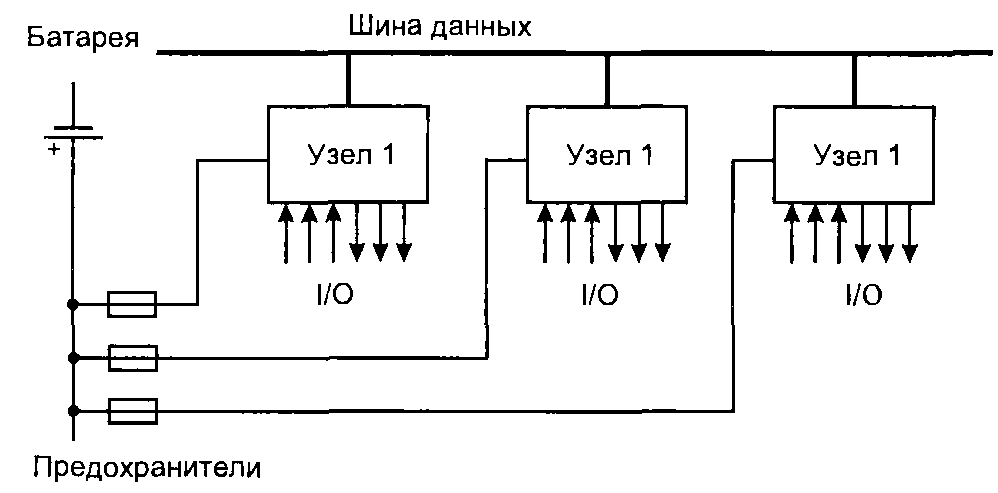 Шина данных
Батарея
+
Узел 1
Узел 1
Узел 1
I/O
I/O
I/O
Предохранители